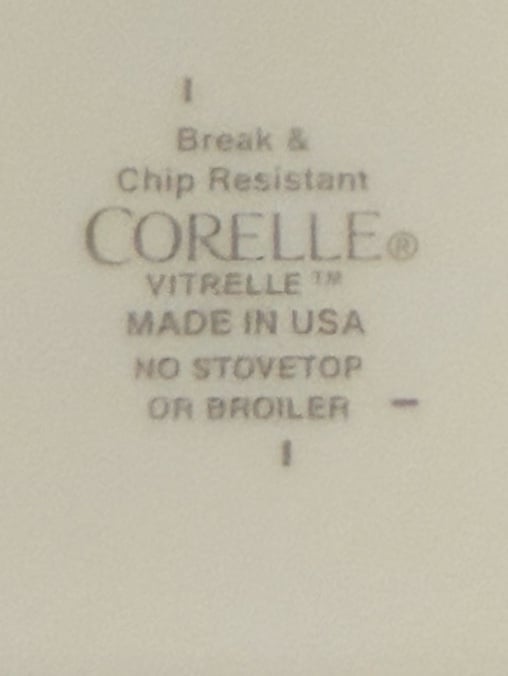 Break &
Chip Resistant
CORELLE®
VITRELLE™
MADE IN USA
NO STOVETOP
OR BROILER